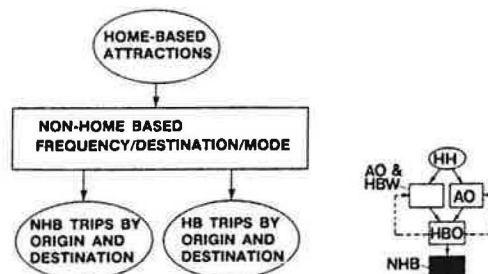 HOME-BASED
ATTRACTIONS
NON-HOME BASED
FREQUENCY/DESTINATION/MODE
NHB TRIPS BY
ORIGIN AND
DESTINATION
HB TRIPS BY
ORIGIN AND
DESTINATION
HH
AO &
HBW
AO
HBO
NHB